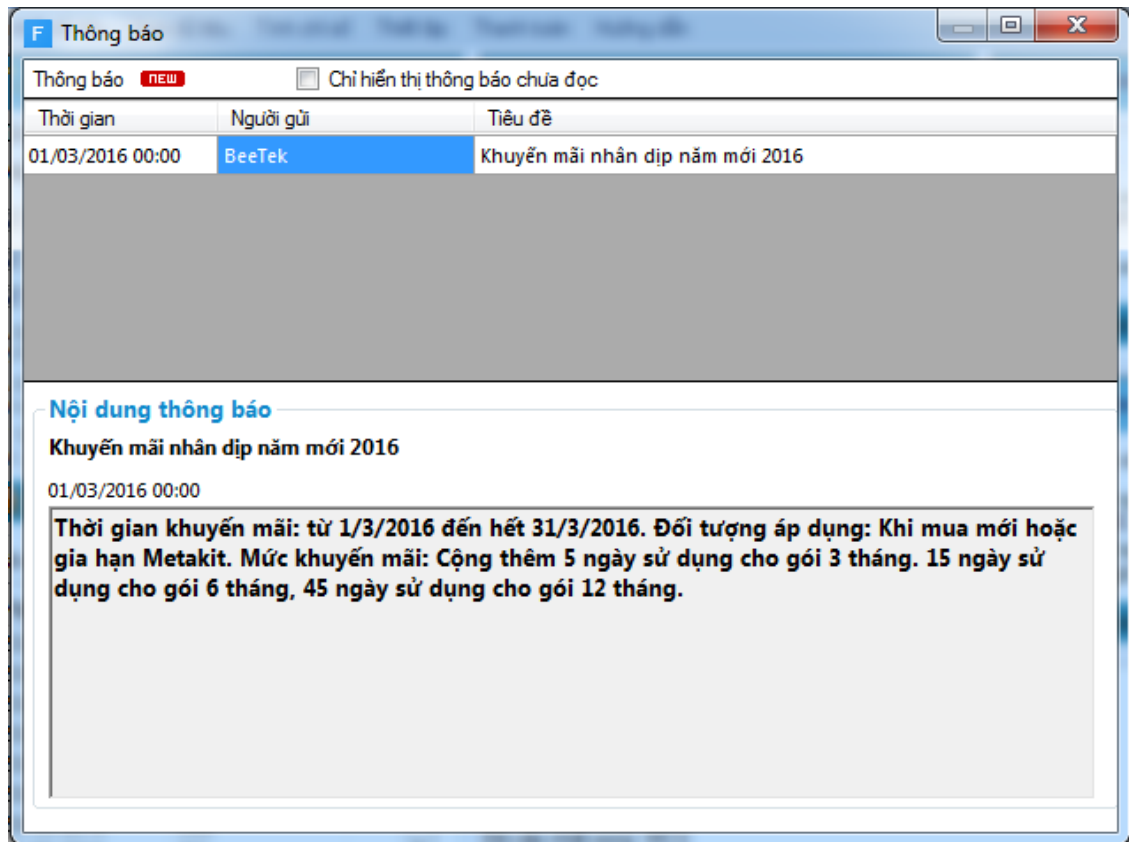 F Thông báo
Thông báo NEW Chỉ hiển thị thông báo chưa đọc
Thời gian Người gửi Tiêu đề
01/03/2016 00:00 BeeTek Khuyến mãi nhân dịp năm mới 2016
Nội dung thông báo
Khuyến mãi nhân dịp năm mới 2016
01/03/2016 00:00
Thời gian khuyến mãi: từ 1/3/2016 đến hết 31/3/2016. Đối tượng áp dụng: Khi mua mới hoặc
gia hạn Metakit. Mức khuyến mãi: Cộng thêm 5 ngày sử dụng cho gói 3 tháng. 15 ngày sử
dụng cho gói 6 tháng, 45 ngày sử dụng cho gói 12 tháng.